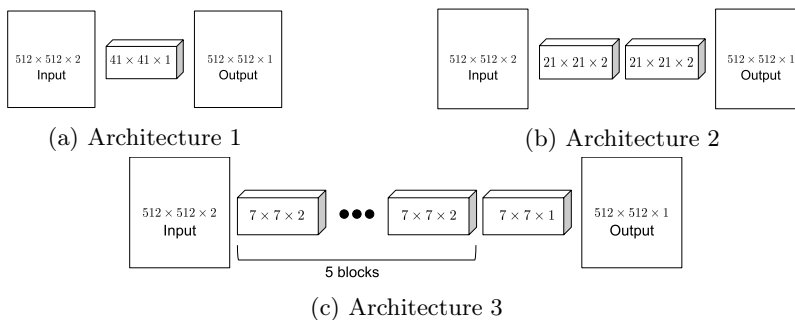 512 × 512 × 2
Input
41 × 41 × 1
512 × 512 × 1
Output
(a) Architecture 1
512 × 512 × 2
Input
21 × 21 × 2
21 × 21 × 2
512 × 512 × 1
Output
(b) Architecture 2
512 × 512 × 2
Input
7 × 7 × 2
7 × 7 × 2
7 × 7 × 1
512 × 512 × 1
Output
5 blocks
(c) Architecture 3